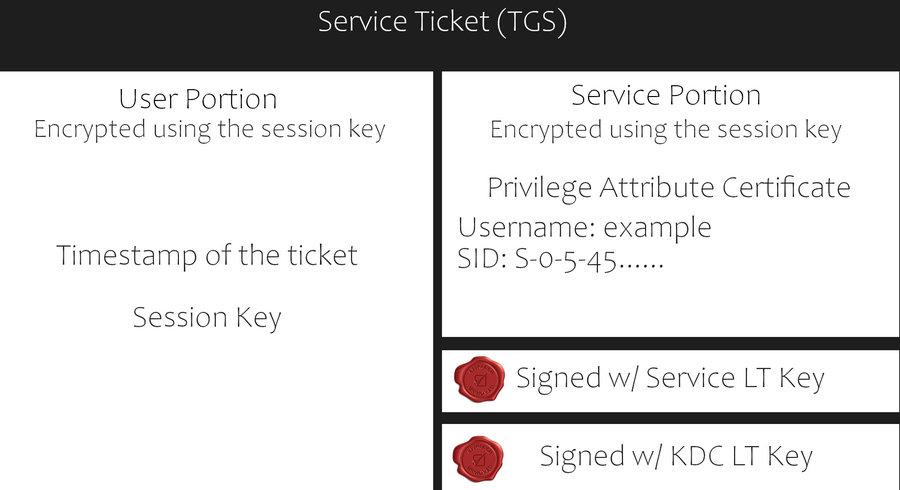 Service Ticket (TGS)
User Portion
Encrypted using the session key
Timestamp of the ticket
Session Key
Service Portion
Encrypted using the session key
Privilege Attribute Certificate
Username: example
SID: S-0-5-45......
Signed w/ Service LT Key
Signed w/ KDC LT Key